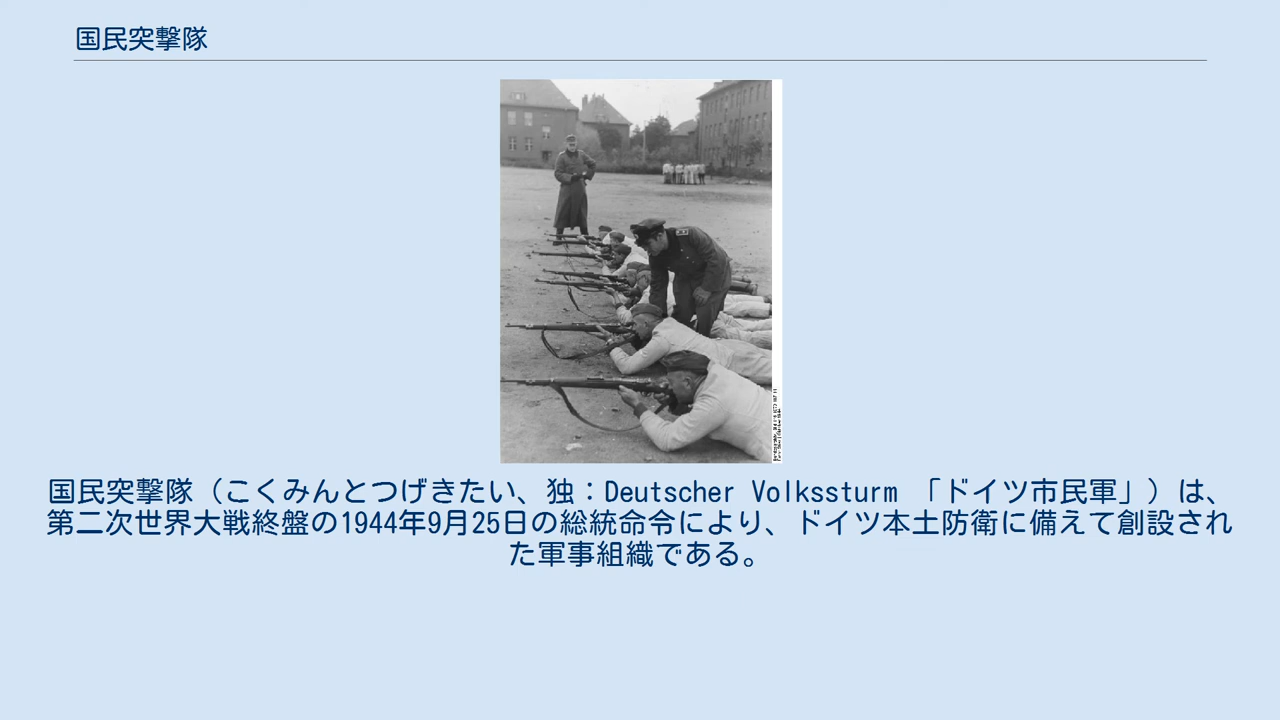 国民突撃隊
国民突撃隊（こくみんとつげきたい、独：Deutscher Volkssturm 「ドイツ市民軍」）は、
第二次世界大戦終盤の1944年9月25日の総統命令により、ドイツ本土防衛に備えて創設され
た軍事組織である。